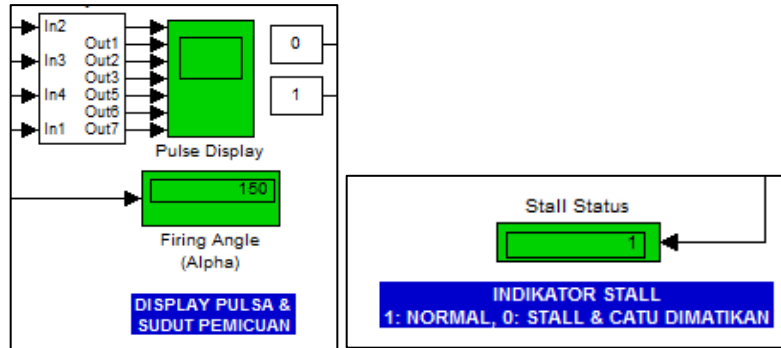 In2
In3
In4
In1
Out1
Out2
Out3
Out5
Out6
Out7
0
1
Pulse Display
150
Firing Angle
(Alpha)
DISPLAY PULSA &
SUDUT PEMICUAN
Stall Status
1
INDIKATOR STALL
1: NORMAL, 0: STALL & CATU DIMATIKAN